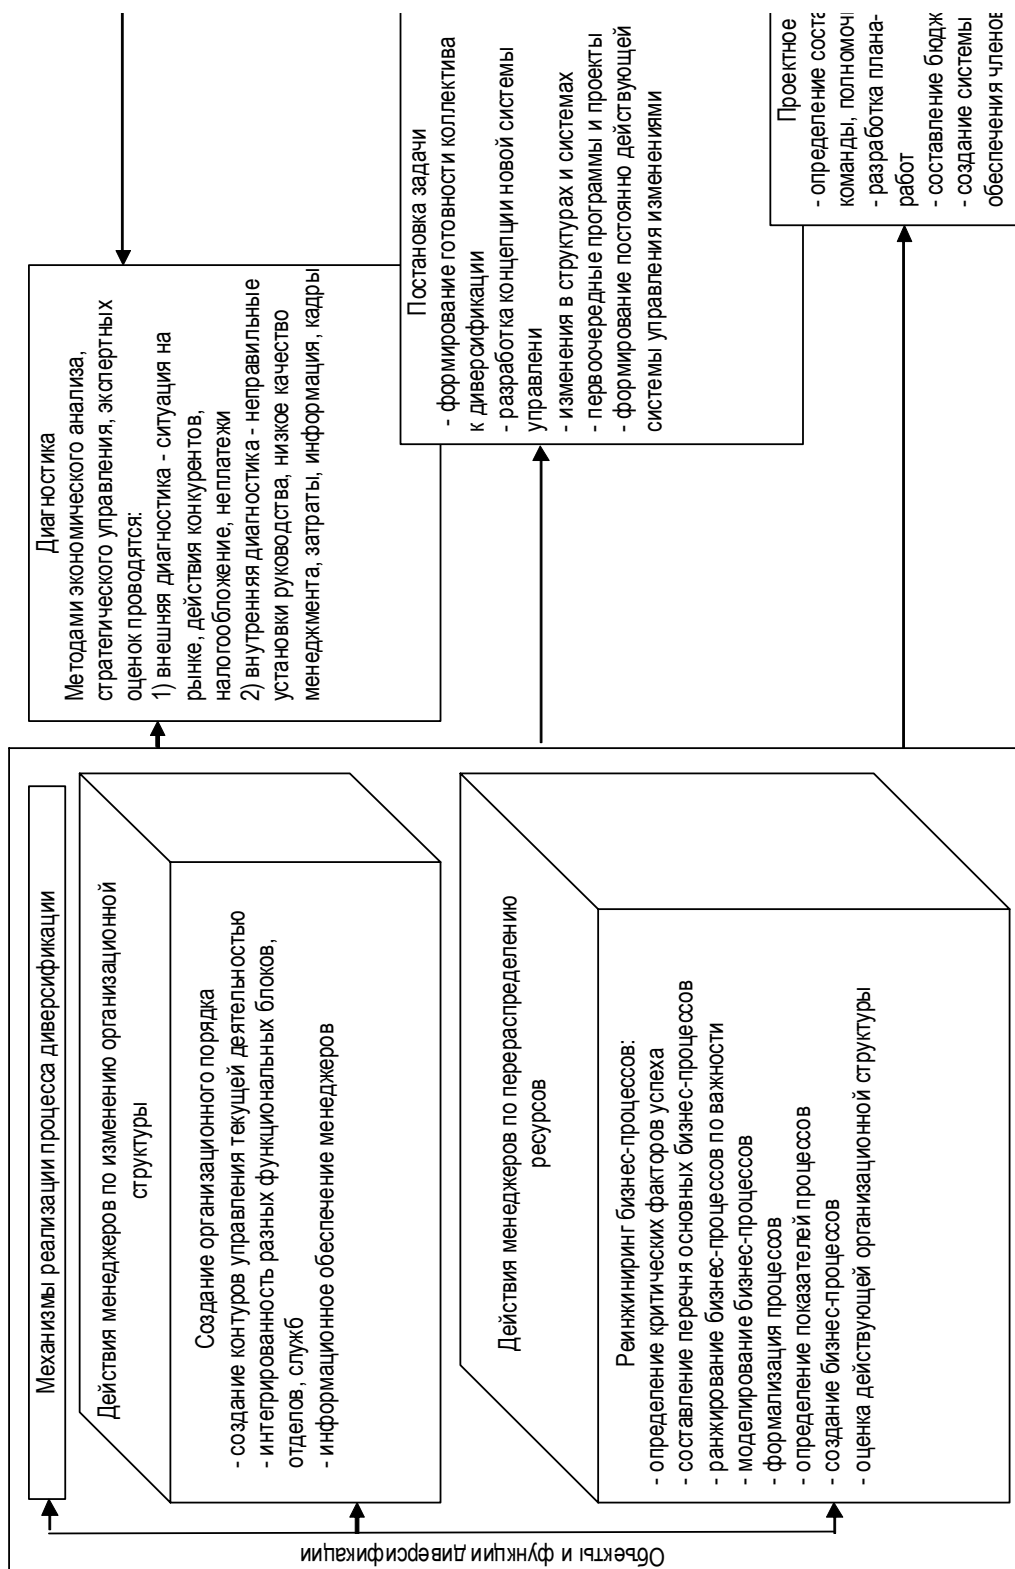 Механизмы реализации процесса диверсификации
Действия менеджеров по изменению организационной
структуры
Создание организационного порядка
- создание контуров управления текущей деятельностью
- интегрированность разных функциональных блоков,
отделов, служб
- информационное обеспечение менеджеров
Действия менеджеров по перераспределению
ресурсов
Реинжиниринг бизнес-процессов:
- определение критических факторов успеха
- составление перечня основных бизнес-процессов
- ранжирование бизнес-процессов по важности
- моделирование бизнес-процессов
- формализация процессов
- определение показателей процессов
- создание бизнес-процессов
- оценка действующей организационной структуры
Объекты и функции диверсификации
Диагностика
Методами экономического анализа,
стратегического управления, экспертных
оценок проводятся:
1) внешняя диагностика - ситуация на
рынке, действия конкурентов,
налогообложение, неплатежи
2) внутренняя диагностика - неправильные
установки руководства, низкое качество
менеджмента, затраты, информация, кадры
Постановка задачи
- формирование готовности коллектива
к диверсификации
- разработка концепции новой системы
управлени
- изменения в структурах и системах
- первоочередные программы и проекты
- формирование постоянно действующей
системы управления изменениями
Проектное
- определение соста
команды, полномоч
- разработка плана-
работ
- составление бюдж
- создание системы
обеспечения членов